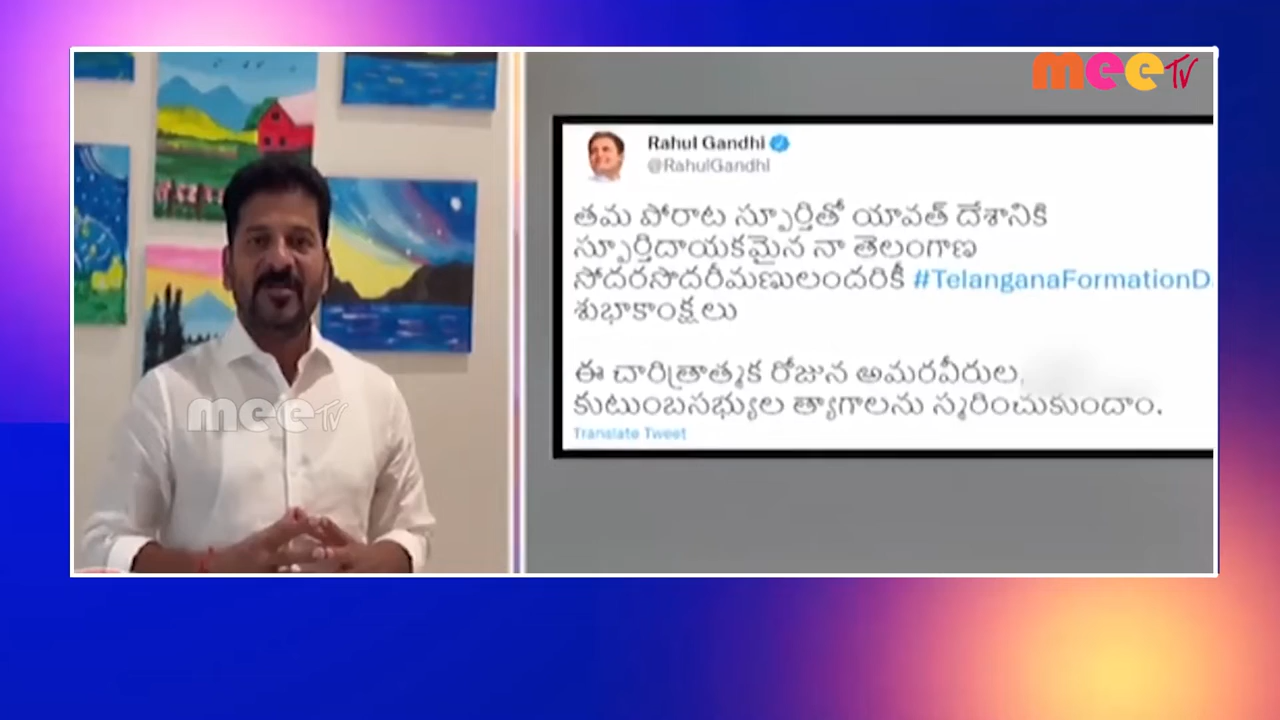 mee TV
Rahul Gandhi
@RahulGandhi
తమ పోరాట స్ఫూర్తితో యావత్ దేశానికి
స్ఫూర్తిదాయకమైన నా తెలంగాణ
సోదరసోదరీమణులందరికీ #TelanganaFormationD
శుభాకాంక్షలు
ఈ చారిత్రాత్మక రోజున అమరవీరుల,
కుటుంబసభ్యుల త్యాగాలను స్మరించుకుందాం.
Translate Tweet
mee TV